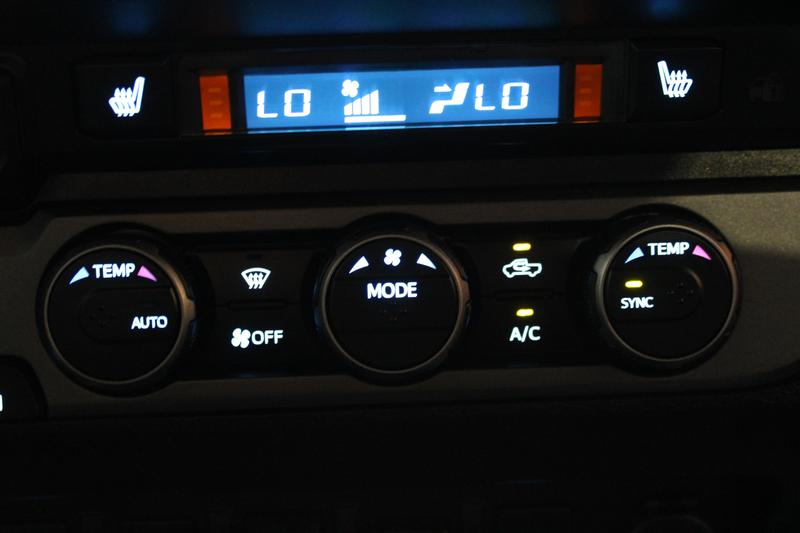 LO LO
TEMP
AUTO
OFF
MODE
A/C
TEMP
SYNC